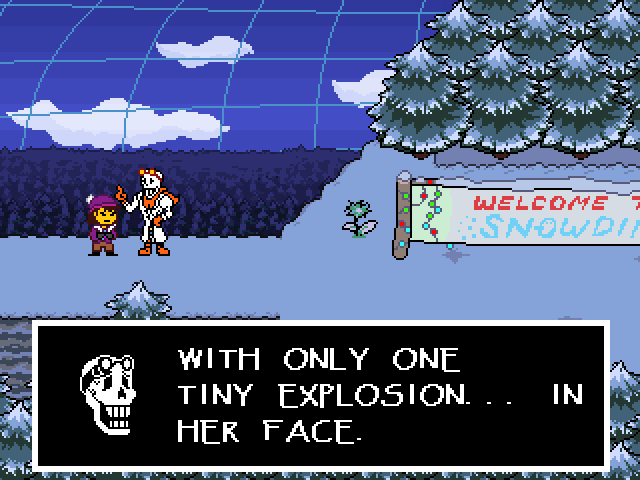 WELCOME T
SNOWDI
WITH ONLY ONE
TINY EXPLOSION... IN
HER FACE.